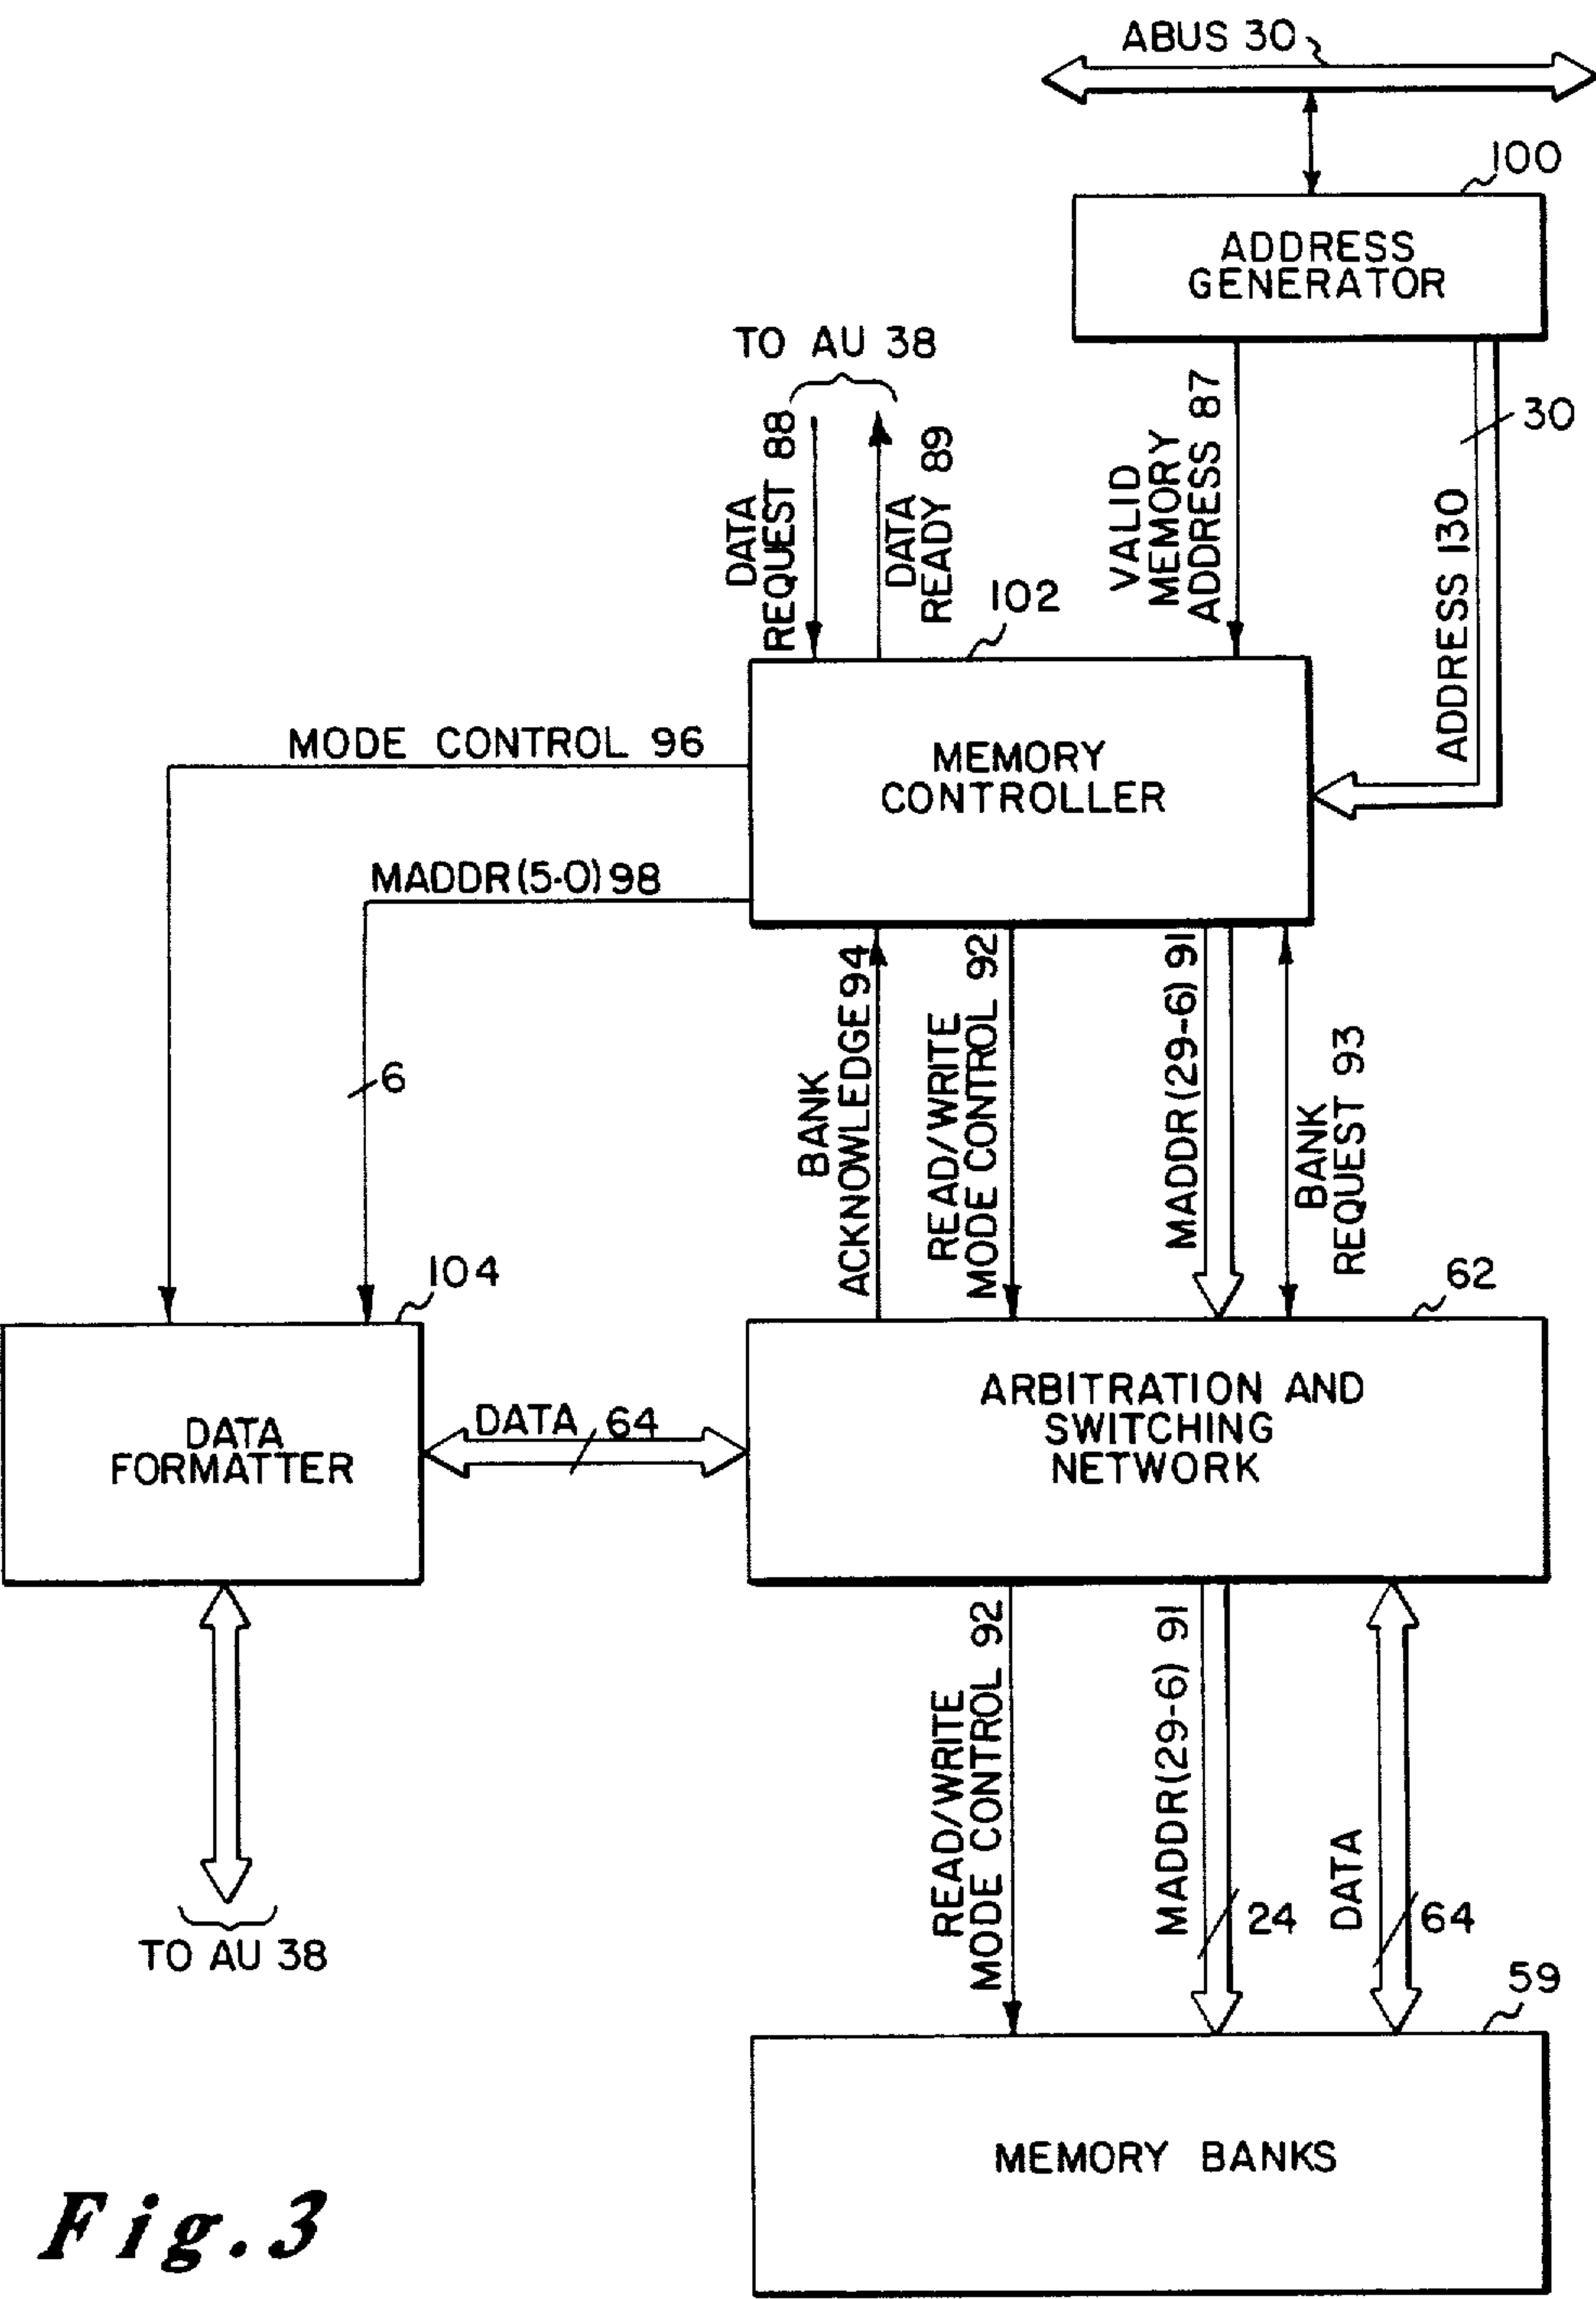 ABUS 30
100
ADDRESS
GENERATOR
TO AU 38
DATA
REQUEST 88
DATA
READY 89
VALID
MEMORY
ADDRESS 87
30
ADDRESS 130
102
MEMORY
CONTROLLER
MODE CONTROL 96
MADDR(5-0) 98
6
BANK
ACKNOWLEDGE 94
READ/WRITE
MODE CONTROL 92
MADDR(29-6) 91
BANK
REQUEST 93
104
DATA
FORMATTER
DATA 64
62
ARBITRATION AND
SWITCHING
NETWORK
TO AU 38
READ/WRITE
MODE CONTROL 92
MADDR(29-6) 91
24
DATA
64
59
MEMORY BANKS
Fig. 3